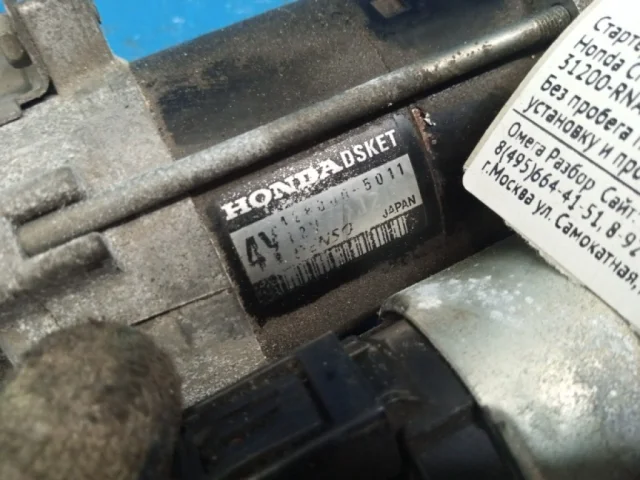 HONDA DSKET
5011
4Y 12V
DENSO JAPAN
Старт
Honda C
31200-RN
Без пробега п
установку и про
Омега Разбор Сайт
8(495)664-41-51, 8-92
г.Москва ул. Самокатная,